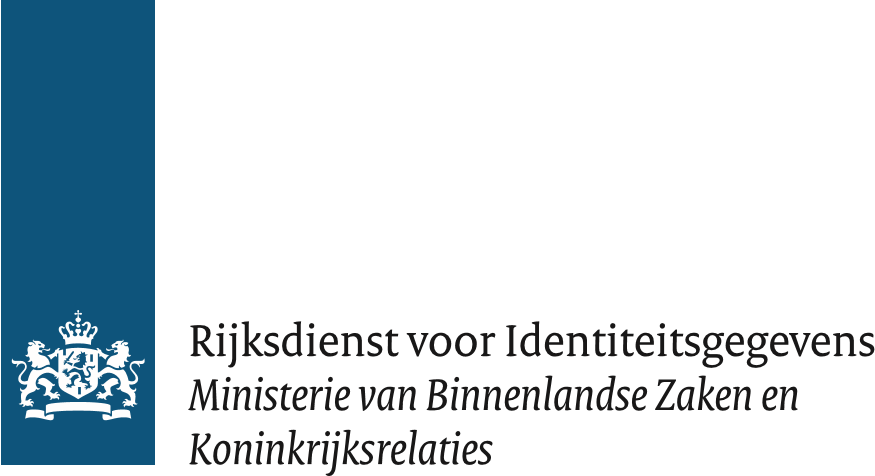 Rijksdienst voor Identiteitsgegevens
Ministerie van Binnenlandse Zaken en
Koninkrijksrelaties